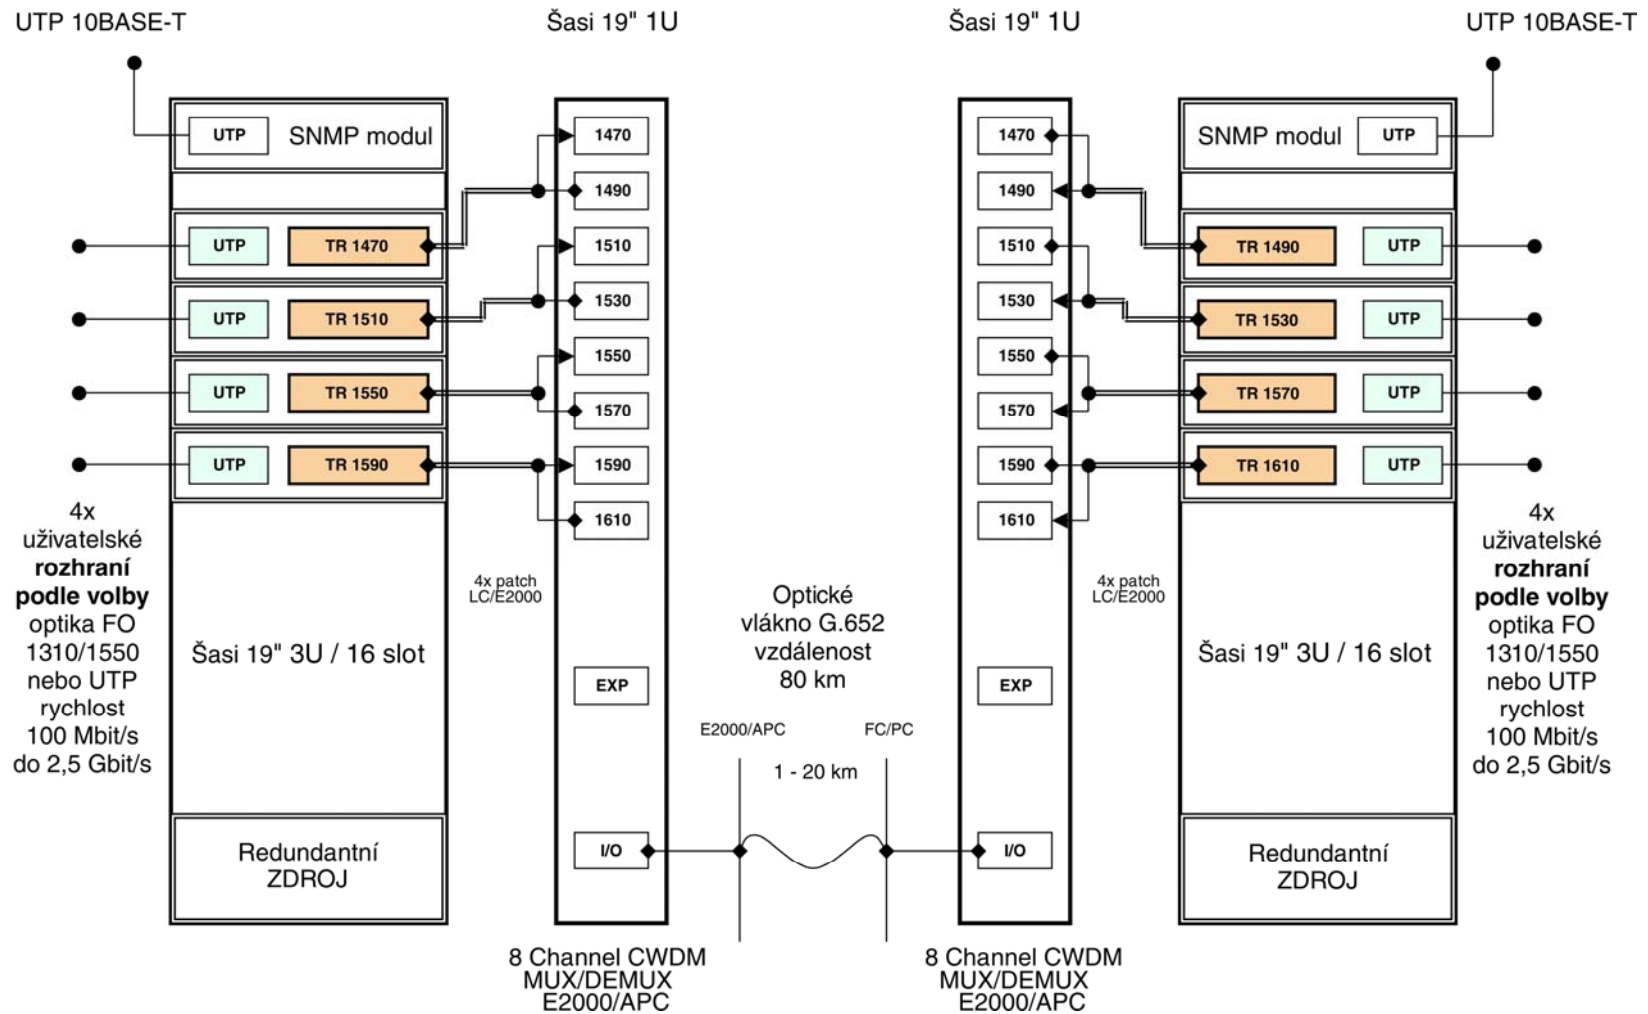 UTP 10BASE-T
Šasi 19" 1U
Šasi 19" 1U
UTP 10BASE-T
UTP
SNMP modul
UTP
TR 1470
UTP
TR 1510
UTP
TR 1550
UTP
TR 1590
4x
uživatelské
rozhraní
podle volby
optika FO
1310/1550
nebo UTP
rychlost
100 Mbit/s
do 2,5 Gbit/s
Šasi 19" 3U / 16 slot
Redundantní
ZDROJ
4x patch
LC/E2000
1470
1490
1510
1530
1550
1570
1590
1610
EXP
I/O
8 Channel CWDM
MUX/DEMUX
E2000/APC
Optické
vlákno G.652
vzdálenost
80 km
E2000/APC
FC/PC
1 - 20 km
1470
1490
1510
1530
1550
1570
1590
1610
EXP
I/O
8 Channel CWDM
MUX/DEMUX
E2000/APC
4x patch
LC/E2000
SNMP modul
UTP
TR 1490
UTP
TR 1530
UTP
TR 1570
UTP
TR 1610
UTP
Šasi 19" 3U / 16 slot
Redundantní
ZDROJ
4x
uživatelské
rozhraní
podle volby
optika FO
1310/1550
nebo UTP
rychlost
100 Mbit/s
do 2,5 Gbit/s